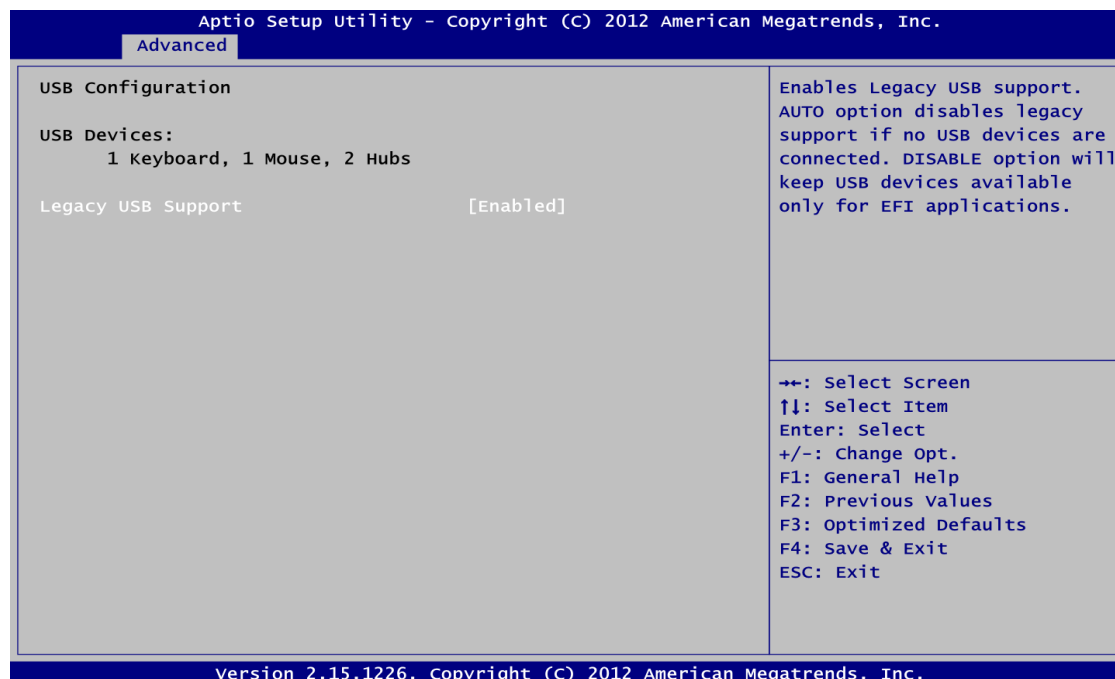 Aptio Setup Utility - Copyright (C) 2012 American Megatrends, Inc.
Advanced
USB Configuration
USB Devices:
1 Keyboard, 1 Mouse, 2 Hubs
Legacy USB Support [Enabled]
Enables Legacy USB support.
AUTO option disables legacy
support if no USB devices are
connected. DISABLE option will
keep USB devices available
only for EFI applications.
→←: Select Screen
↑↓: Select Item
Enter: Select
+/-: Change Opt.
F1: General Help
F2: Previous Values
F3: Optimized Defaults
F4: Save & Exit
ESC: Exit
Version 2.15.1226. Copyright (C) 2012 American Megatrends, Inc.